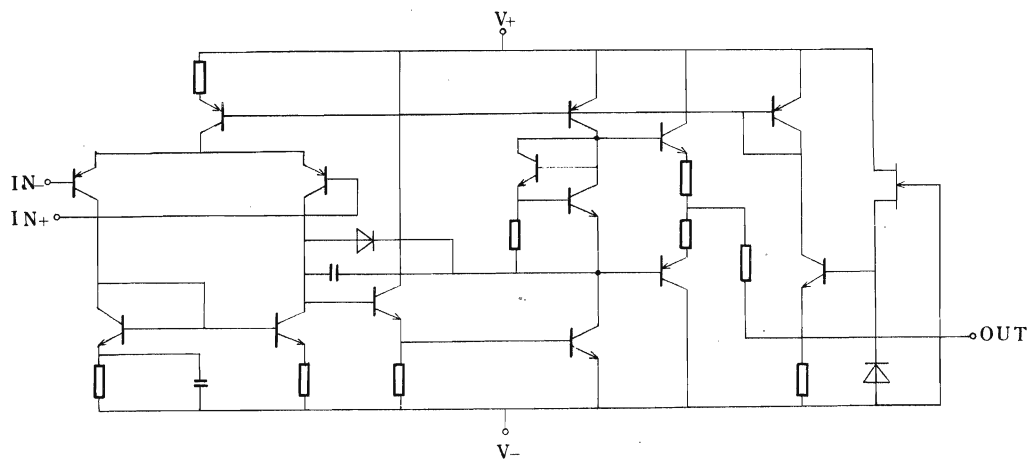 V+
IN-
IN+
OUT
V-